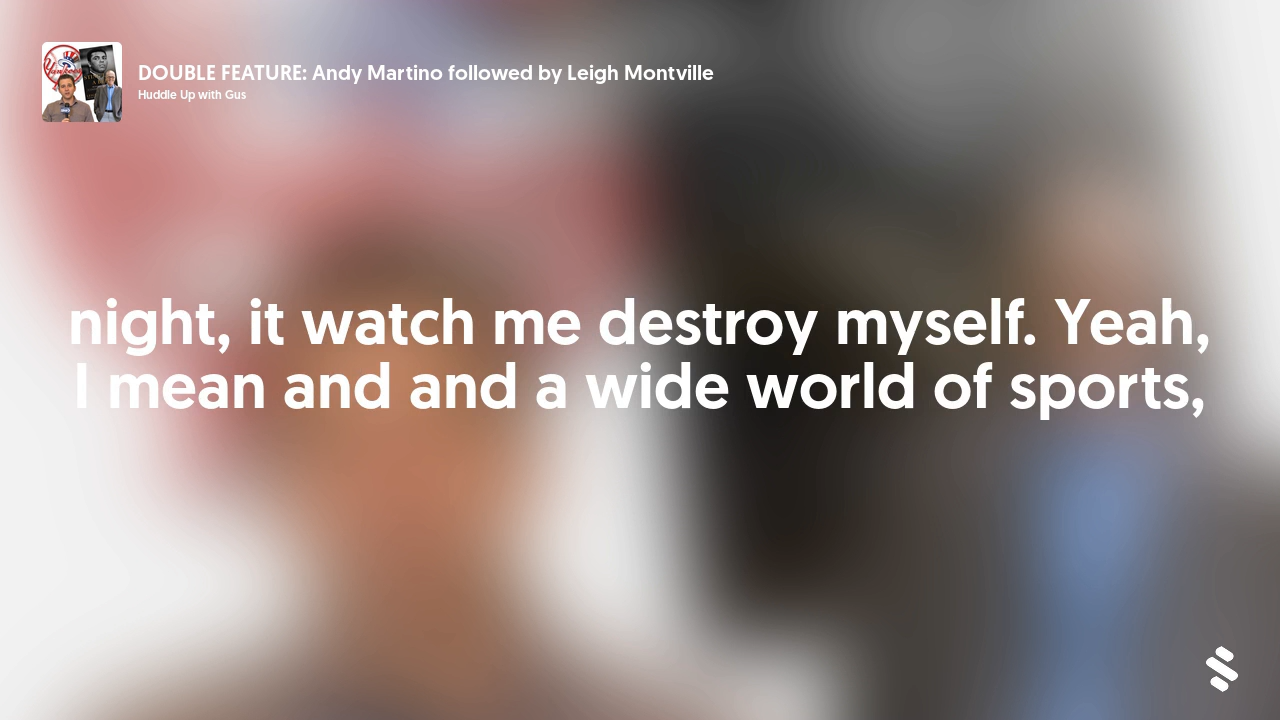 DOUBLE FEATURE: Andy Martino followed by Leigh Montville
Huddle Up with Gus
night, it watch me destroy myself. Yeah,
I mean and and a wide world of sports,